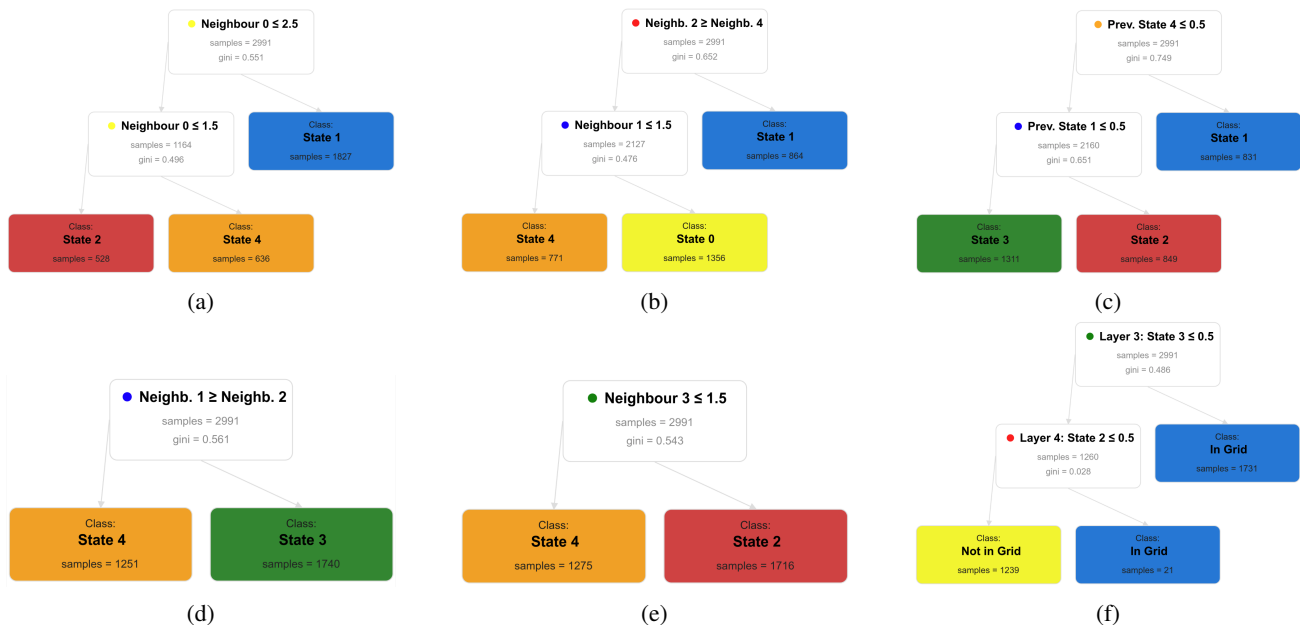 Neighbour 0 ≤ 2.5
samples = 2991
gini = 0.551
Neighbour 0 ≤ 1.5
samples = 1164
gini = 0.496
Class:
State 1
samples = 1827
Class:
State 2
samples = 528
Class:
State 4
samples = 636
(a)
Neighb. 2 ≥ Neighb. 4
samples = 2991
gini = 0.652
Neighbour 1 ≤ 1.5
samples = 2127
gini = 0.476
Class:
State 1
samples = 864
Class:
State 4
samples = 771
Class:
State 0
samples = 1356
(b)
Prev. State 4 ≤ 0.5
samples = 2991
gini = 0.749
Prev. State 1 ≤ 0.5
samples = 2160
gini = 0.651
Class:
State 1
samples = 831
Class:
State 3
samples = 1311
Class:
State 2
samples = 849
(c)
Neighb. 1 ≥ Neighb. 2
samples = 2991
gini = 0.561
Class:
State 4
samples = 1251
Class:
State 3
samples = 1740
(d)
Neighbour 3 ≤ 1.5
samples = 2991
gini = 0.543
Class:
State 4
samples = 1275
Class:
State 2
samples = 1716
(e)
Layer 3: State 3 ≤ 0.5
samples = 2991
gini = 0.486
Layer 4: State 2 ≤ 0.5
samples = 1260
gini = 0.028
Class:
In Grid
samples = 1731
Class:
Not in Grid
samples = 1239
Class:
In Grid
samples = 21
(f)